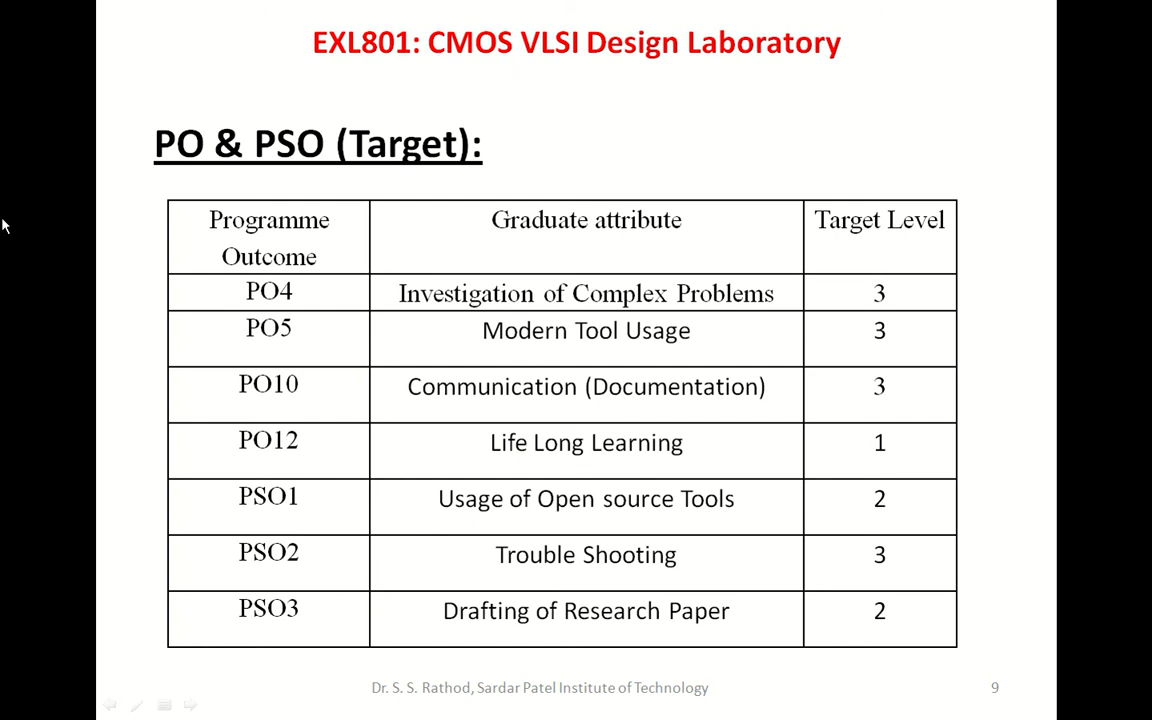 EXL801: CMOS VLSI Design Laboratory
PO & PSO (Target):
Programme Outcome Graduate attribute Target Level
PO4 Investigation of Complex Problems 3
PO5 Modern Tool Usage 3
PO10 Communication (Documentation) 3
PO12 Life Long Learning 1
PSO1 Usage of Open source Tools 2
PSO2 Trouble Shooting 3
PSO3 Drafting of Research Paper 2
Dr. S. S. Rathod, Sardar Patel Institute of Technology 9